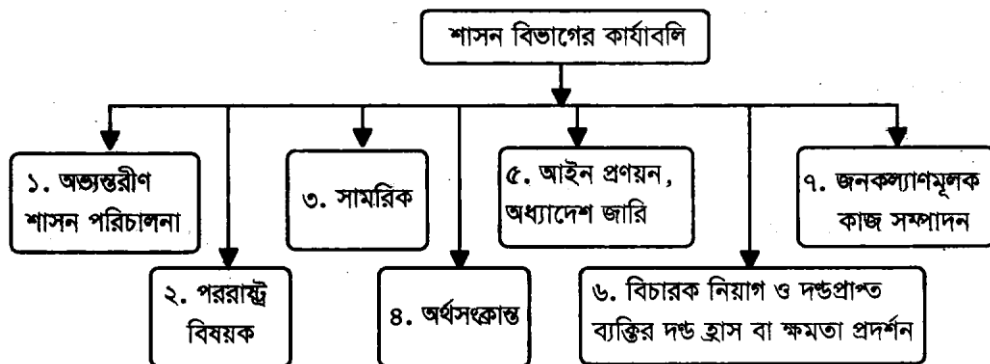 শাসন বিভাগের কার্যাবলি
১. অভ্যন্তরীণ
শাসন পরিচালনা
২. পররাষ্ট্র
বিষয়ক
৩. সামরিক
৪. অর্থসংক্রান্ত
৫. আইন প্রণয়ন,
অধ্যাদেশ জারি
৬. বিচারক নিয়াগ ও দণ্ডপ্রাপ্ত
ব্যক্তির দণ্ড হ্রাস বা ক্ষমতা প্রদর্শন
৭. জনকল্যাণমূলক
কাজ সম্পাদন